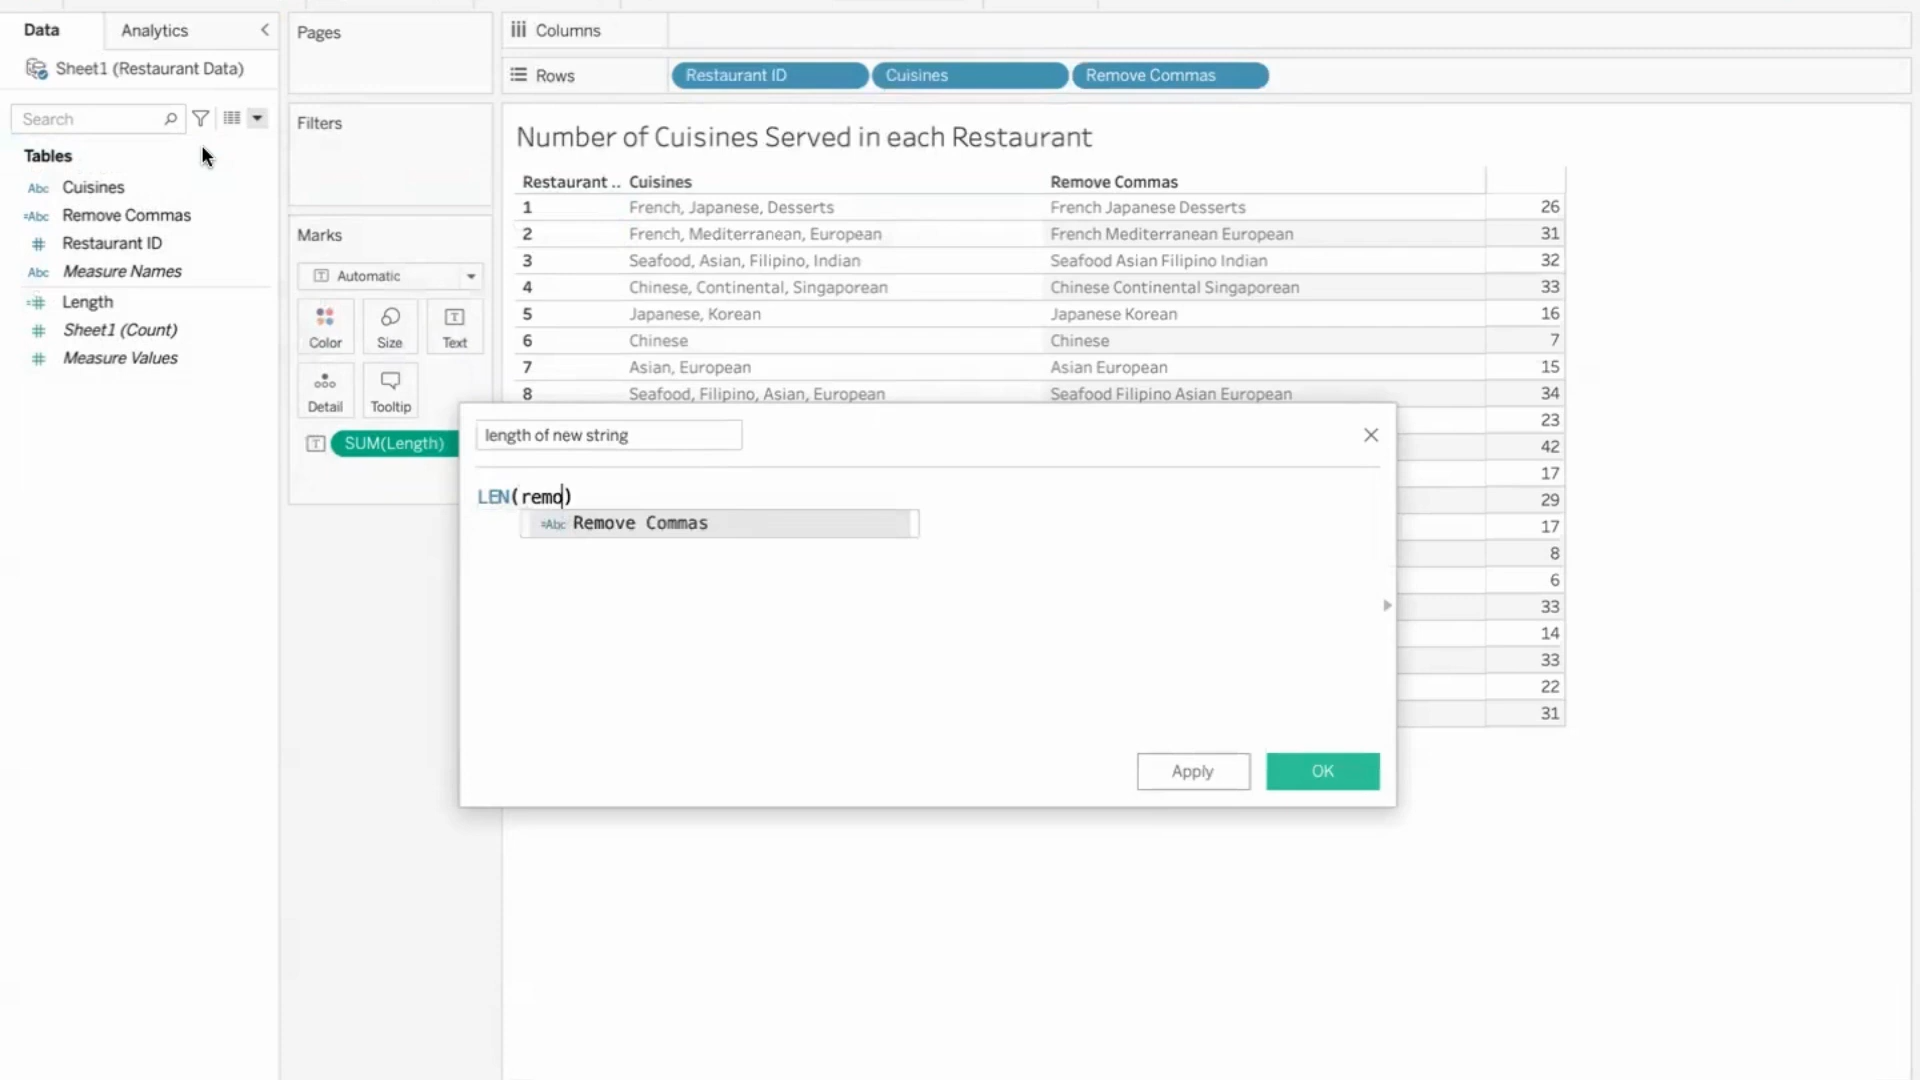 Data
Analytics
Sheet1 (Restaurant Data)
Search
Tables
Abc Cuisines
=Abc Remove Commas
# Restaurant ID
Abc Measure Names
=# Length
# Sheet1 (Count)
# Measure Values
Pages
Filters
Marks
Automatic
Color
Size
Text
Detail
Tooltip
SUM(Length)
Columns
Rows
Restaurant ID
Cuisines
Remove Commas
Number of Cuisines Served in each Restaurant
Restaurant .. Cuisines Remove Commas
1 French, Japanese, Desserts French Japanese Desserts 26
2 French, Mediterranean, European French Mediterranean European 31
3 Seafood, Asian, Filipino, Indian Seafood Asian Filipino Indian 32
4 Chinese, Continental, Singaporean Chinese Continental Singaporean 33
5 Japanese, Korean Japanese Korean 16
6 Chinese Chinese 7
7 Asian, European Asian European 15
8 Seafood, Filipino, Asian, European Seafood Filipino Asian European 34
23
42
17
29
17
8
6
33
14
33
22
31
length of new string
LEN(remo)
=Abc Remove Commas
Apply
OK